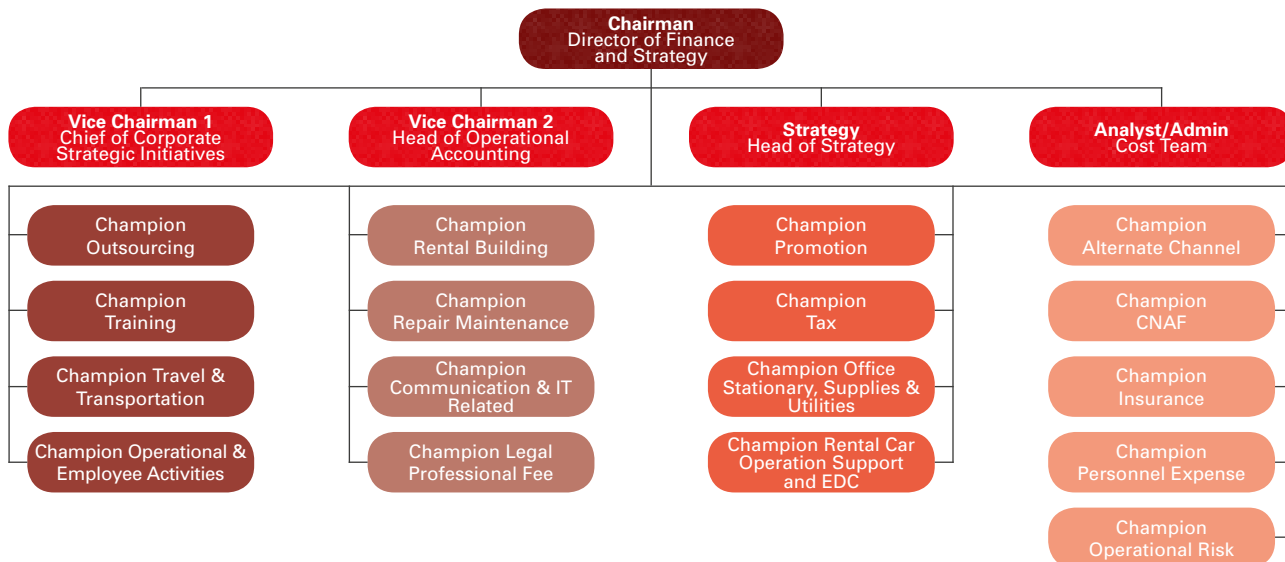 Chairman
Director of Finance
and Strategy
Vice Chairman 1
Chief of Corporate
Strategic Initiatives
Vice Chairman 2
Head of Operational
Accounting
Strategy
Head of Strategy
Analyst/Admin
Cost Team
Champion
Outsourcing
Champion
Training
Champion Travel &
Transportation
Champion Operational &
Employee Activities
Champion
Rental Building
Champion
Repair Maintenance
Champion
Communication & IT
Related
Champion Legal
Professional Fee
Champion
Promotion
Champion
Tax
Champion Office
Stationary, Supplies &
Utilities
Champion Rental Car
Operation Support
and EDC
Champion
Alternate Channel
Champion
CNAF
Champion
Insurance
Champion
Personnel Expense
Champion
Operational Risk